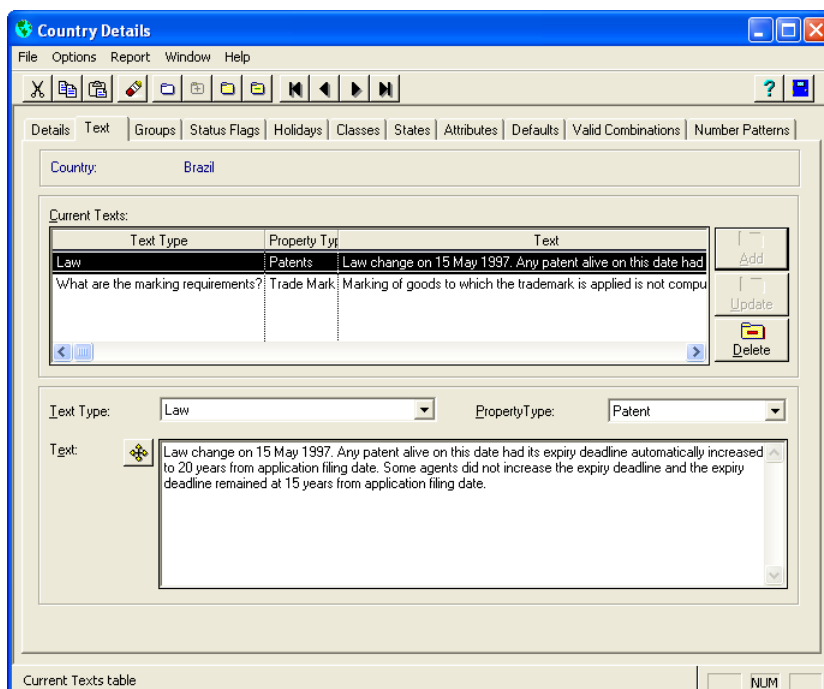 Country Details
File Options Report Window Help
Details Text Groups Status Flags Holidays Classes States Attributes Defaults Valid Combinations Number Patterns
Country: Brazil
Current Texts:
Text Type Property Typ Text
Law Patents Law change on 15 May 1997. Any patent alive on this date had
What are the marking requirements? Trade Mark Marking of goods to which the trademark is applied is not compu
Add
Update
Delete
Text Type: Law PropertyType: Patent
Text: Law change on 15 May 1997. Any patent alive on this date had its expiry deadline automatically increased
to 20 years from application filing date. Some agents did not increase the expiry deadline and the expiry
deadline remained at 15 years from application filing date.
Current Texts table NUM